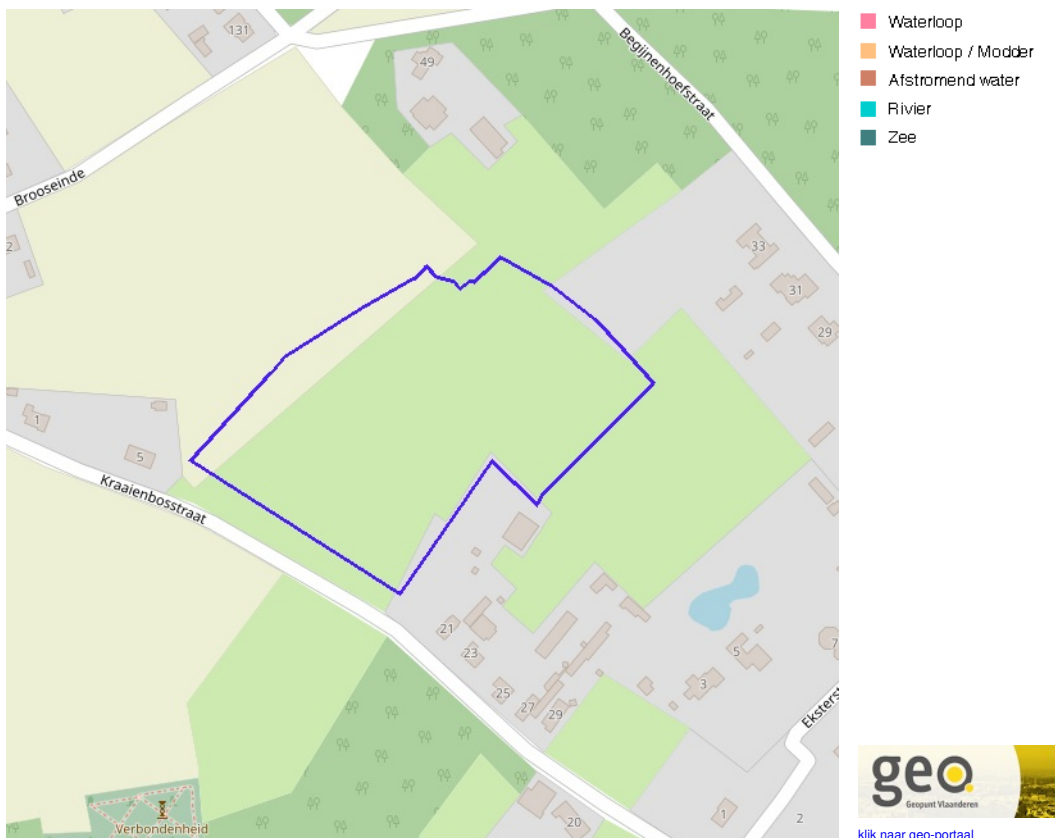 131
49
Begijnenhoefstraat
Brooseinde
2
33
31
29
1
5
Kraaienbosstraat
21
23
25
27
29
5
3
7
Eksterst
Verbondenheid
20
1
2
Waterloop
Waterloop / Modder
Afstromend water
Rivier
Zee
geo.
Geopunt Vlaanderen
klik naar geo-portaal